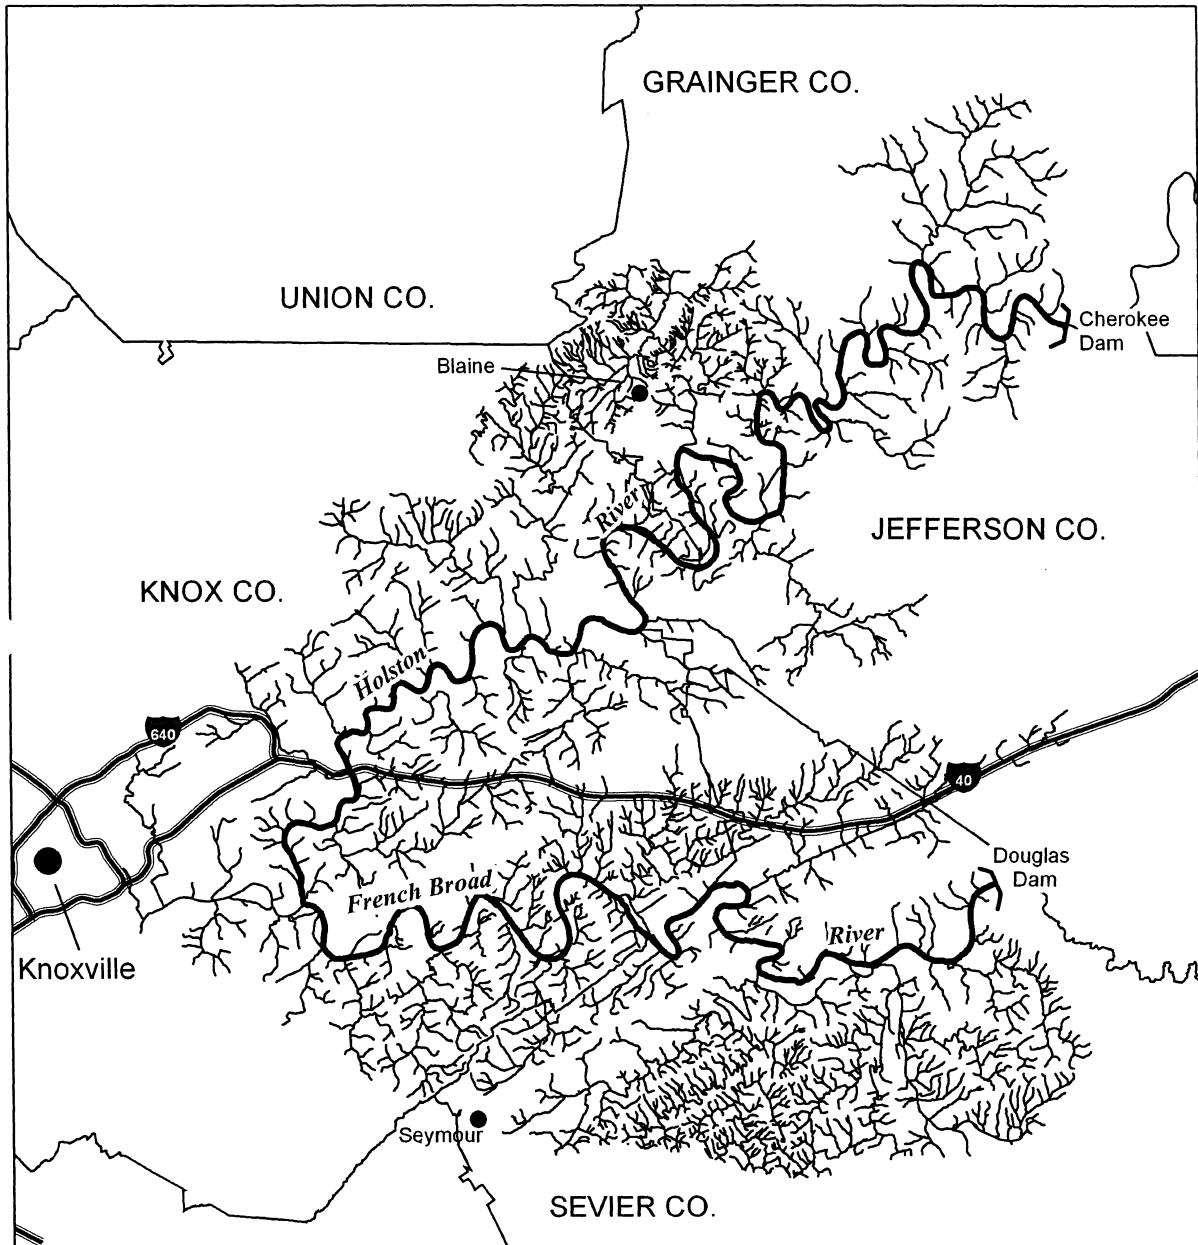 GRAINGER CO.
UNION CO.
Cherokee
Dam
Blaine
River
JEFFERSON CO.
KNOX CO.
Holston
640
40
Douglas
Dam
French Broad
River
Knoxville
Seymour
SEVIER CO.